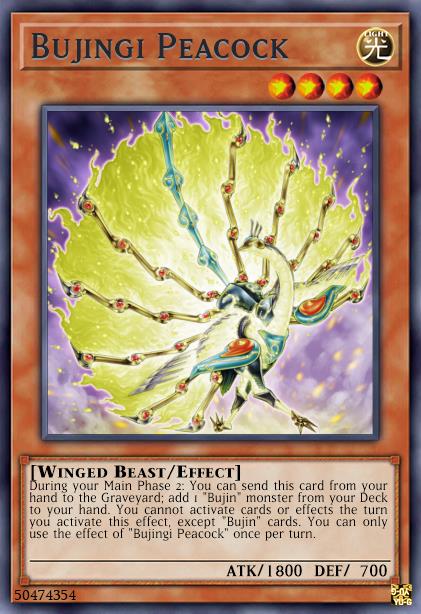 Bujingi Peacock
LIGHT
光
[Winged Beast/Effect]
During your Main Phase 2: You can send this card from your
hand to the Graveyard; add 1 "Bujin" monster from your Deck
to your hand. You cannot activate cards or effects the turn
you activate this effect, except "Bujin" cards. You can only
use the effect of "Bujingi Peacock" once per turn.
ATK/1800 DEF/ 700
50474354